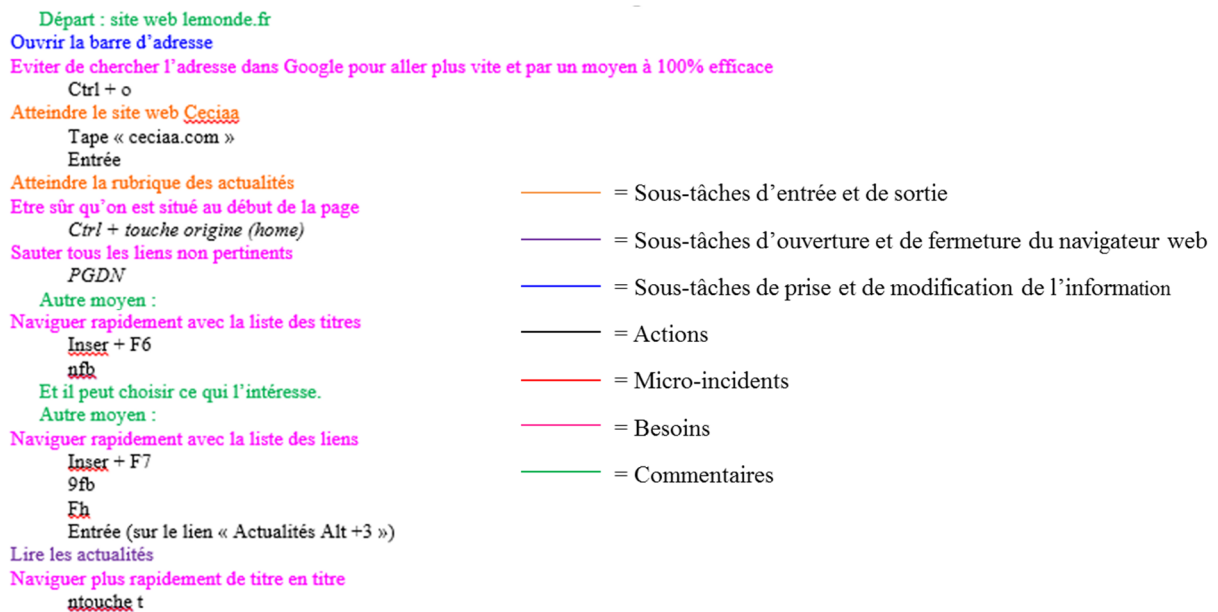 Départ : site web lemonde.fr
Ouvrir la barre d’adresse
Eviter de chercher l’adresse dans Google pour aller plus vite et par un moyen à 100% efficace
Ctrl + o
Atteindre le site web Ceciaa
Tape « ceciaa.com »
Entrée
Atteindre la rubrique des actualités
Etre sûr qu’on est situé au début de la page
Ctrl + touche origine (home)
Sauter tous les liens non pertinents
PGDN
Autre moyen :
Naviguer rapidement avec la liste des titres
Inser + F6
nfb
Et il peut choisir ce qui l’intéresse.
Autre moyen :
Naviguer rapidement avec la liste des liens
Inser + F7
9fb
Fh
Entrée (sur le lien « Actualités Alt +3 »)
Lire les actualités
Naviguer plus rapidement de titre en titre
ntouche t
= Sous-tâches d’entrée et de sortie
= Sous-tâches d’ouverture et de fermeture du navigateur web
= Sous-tâches de prise et de modification de l’information
= Actions
= Micro-incidents
= Besoins
= Commentaires